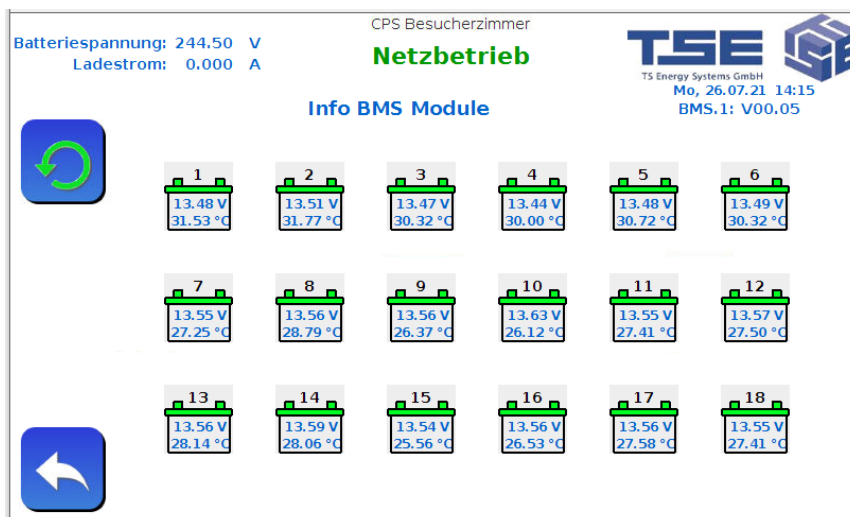 CPS Besucherzimmer
Batteriespannung: 244.50 V
Netzbetrieb
Ladestrom: 0.000 A
TSE
TS Energy Systems GmbH
Mo, 26.07.21 14:15
Info BMS Module
BMS.1: V00.05
1 2 3 4 5 6
13.48 V 13.51 V 13.47 V 13.44 V 13.48 V 13.49 V
31.53 °C 31.77 °C 30.32 °C 30.00 °C 30.72 °C 30.32 °C
7 8 9 10 11 12
13.55 V 13.56 V 13.56 V 13.63 V 13.55 V 13.57 V
27.25 °C 28.79 °C 26.37 °C 26.12 °C 27.41 °C 27.50 °C
13 14 15 16 17 18
13.56 V 13.59 V 13.54 V 13.56 V 13.56 V 13.55 V
28.14 °C 28.06 °C 25.56 °C 26.53 °C 27.58 °C 27.41 °C